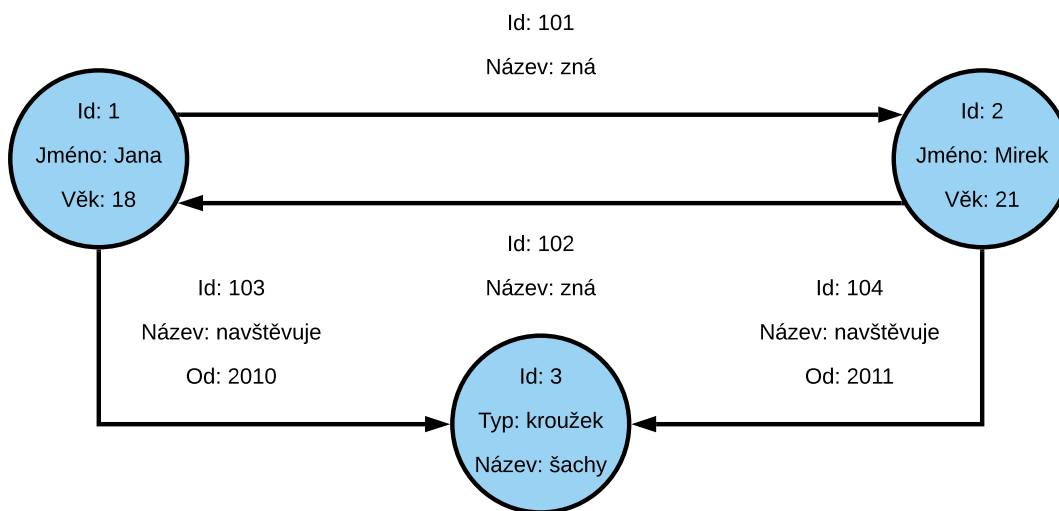 Id: 101
Název: zná
Id: 1
Jméno: Jana
Věk: 18
Id: 2
Jméno: Mirek
Věk: 21
Id: 102
Název: zná
Id: 103
Název: navštěvuje
Od: 2010
Id: 104
Název: navštěvuje
Od: 2011
Id: 3
Typ: kroužek
Název: šachy